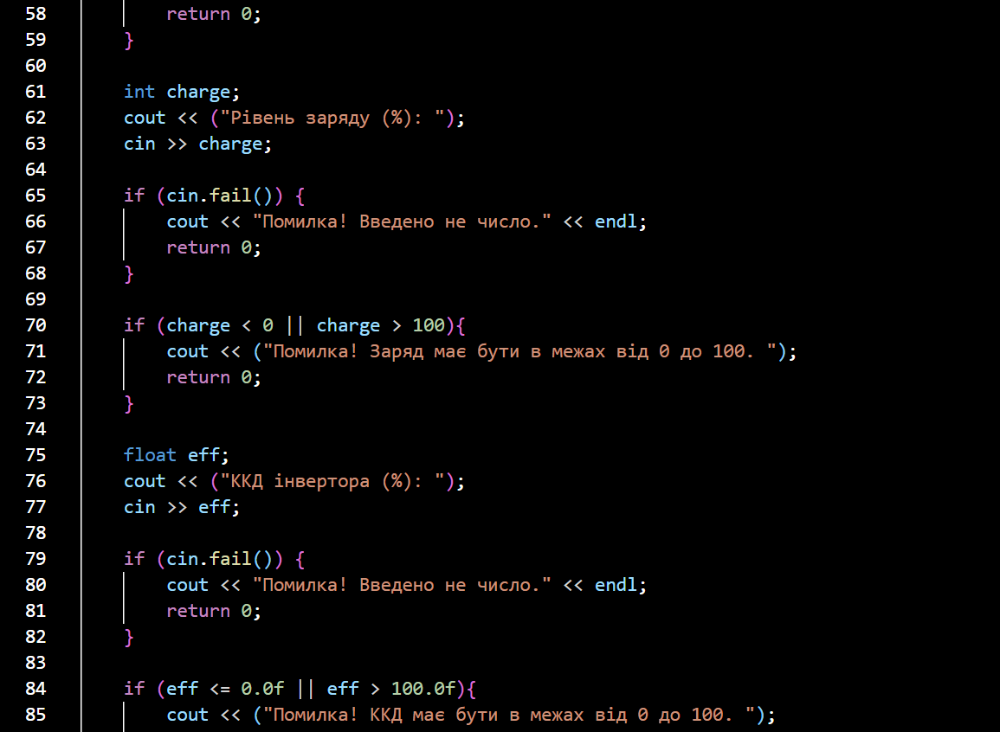 58 return 0;
59 }
60
61 int charge;
62 cout << ("Рівень заряду (%): ");
63 cin >> charge;
64
65 if (cin.fail()) {
66 cout << "Помилка! Введено не число." << endl;
67 return 0;
68 }
69
70 if (charge < 0 || charge > 100){
71 cout << ("Помилка! Заряд має бути в межах від 0 до 100. ");
72 return 0;
73 }
74
75 float eff;
76 cout << ("ККД інвертора (%): ");
77 cin >> eff;
78
79 if (cin.fail()) {
80 cout << "Помилка! Введено не число." << endl;
81 return 0;
82 }
83
84 if (eff <= 0.0f || eff > 100.0f){
85 cout << ("Помилка! ККД має бути в межах від 0 до 100. ");